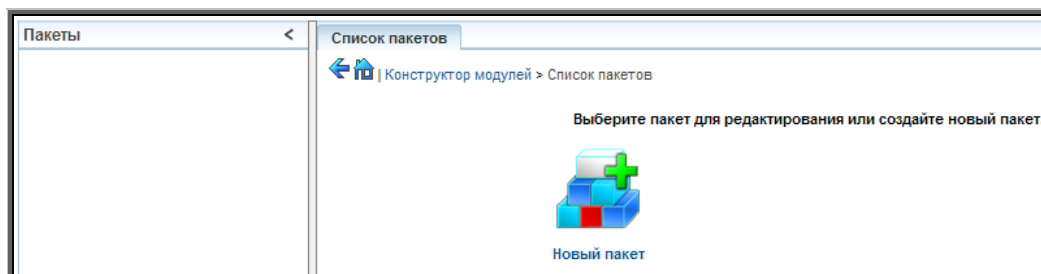 Пакеты <
Список пакетов
| Конструктор модулей > Список пакетов
Выберите пакет для редактирования или создайте новый пакет
Новый пакет